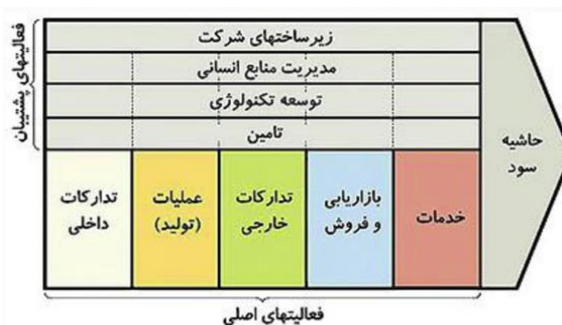 فعالیتهای پشتیبان
زیرساختهای شرکت
مدیریت منابع انسانی
توسعه تکنولوژی
تامین
حاشیه
سود
تدارکات
داخلی
عملیات
(تولید)
تدارکات
خارجی
بازاریابی
و فروش
خدمات
فعالیتهای اصلی